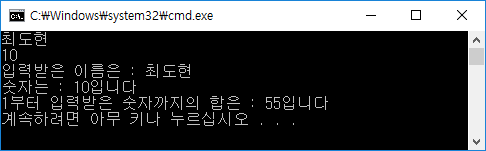 C:₩Windows₩system32₩cmd.exe
최도현
10
입력받은 이름은 : 최도현
숫자는 : 10입니다
1부터 입력받은 숫자까지의 합은 : 55입니다
계속하려면 아무 키나 누르십시오 . . .